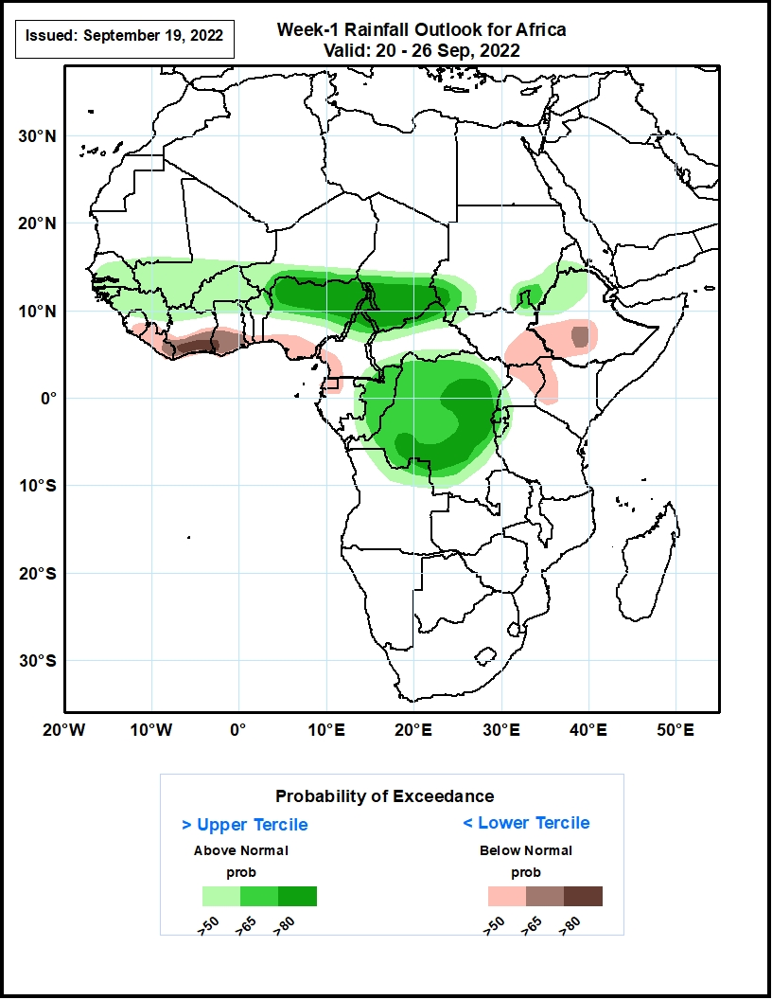 Issued: September 19, 2022
Week-1 Rainfall Outlook for Africa
Valid: 20 - 26 Sep, 2022
30°N
20°N
10°N
0°
10°S
20°S
30°S
20°W 10°W 0° 10°E 20°E 30°E 40°E 50°E
Probability of Exceedance
> Upper Tercile < Lower Tercile
Above Normal Below Normal
prob prob
>50 >65 >80 >50 >65 >80